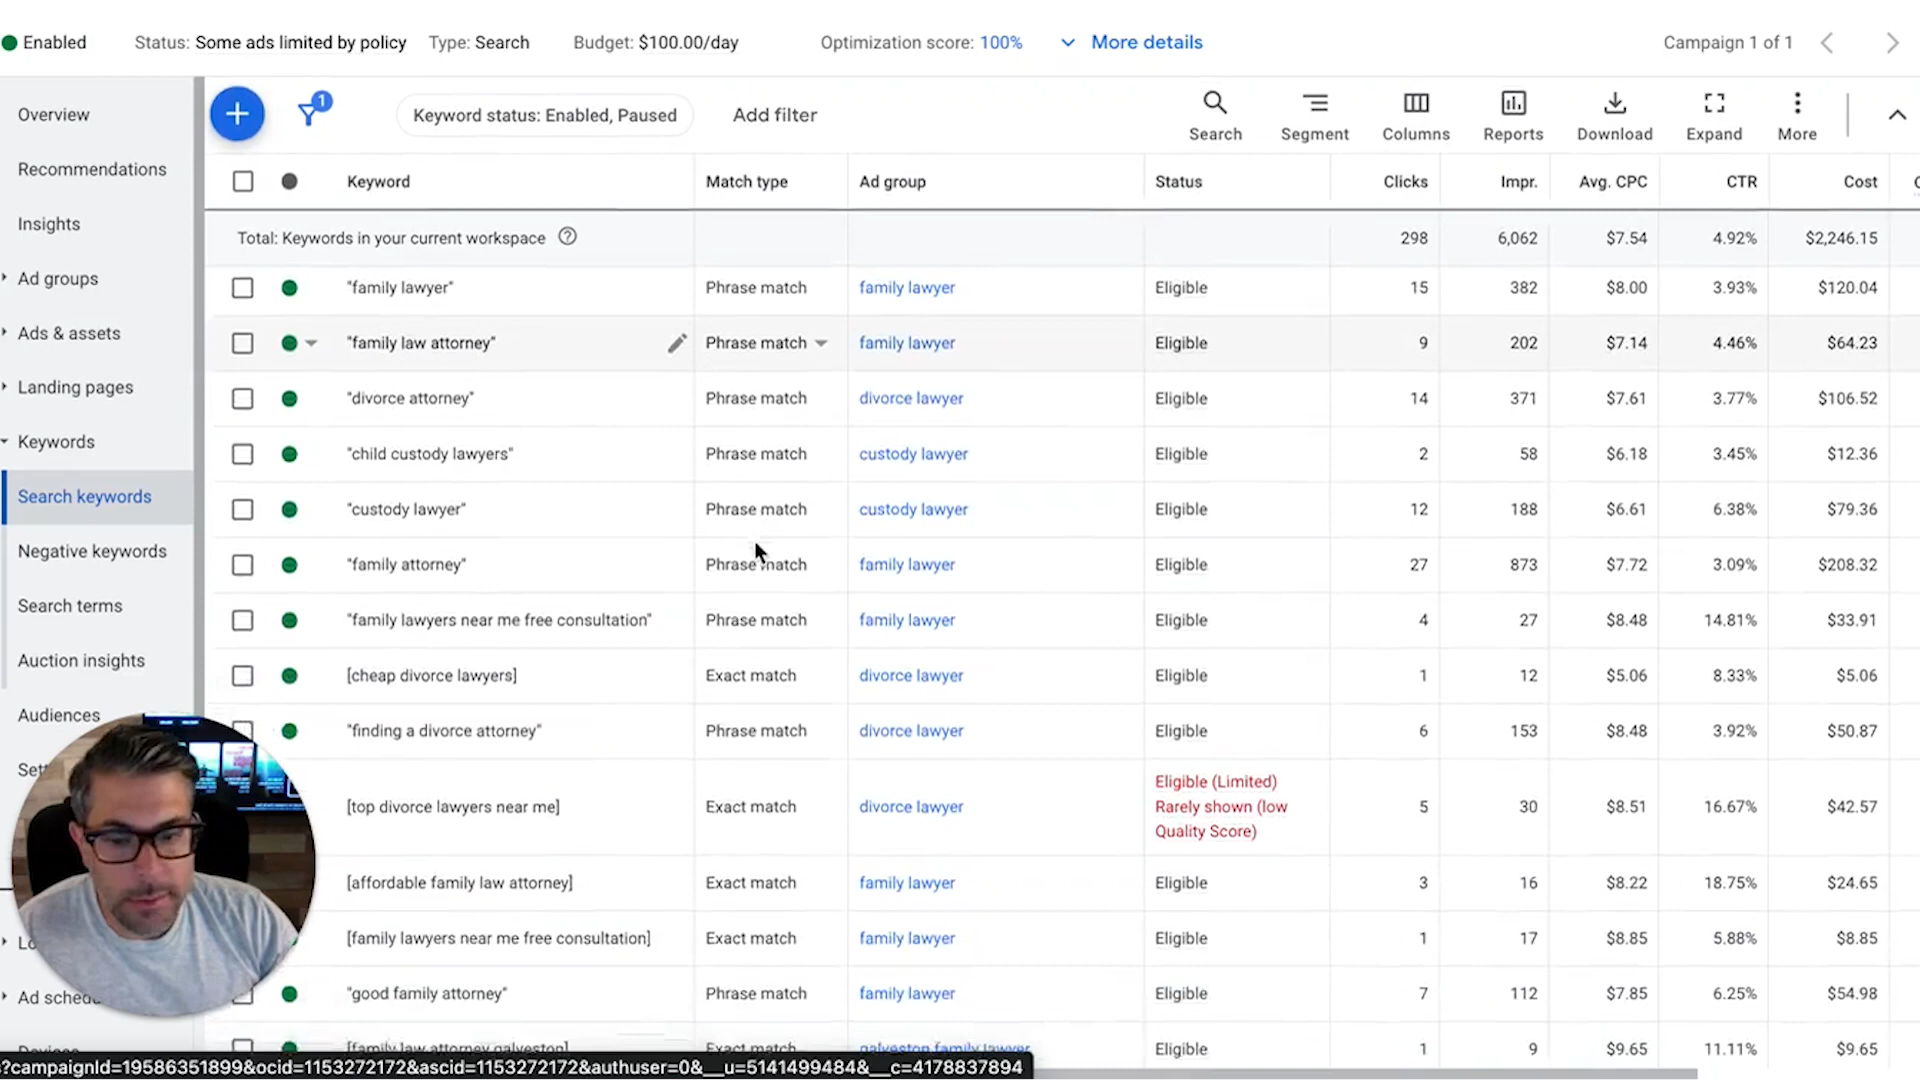 Enabled Status: Some ads limited by policy Type: Search Budget: $100.00/day Optimization score: 100% More details Campaign 1 of 1
Overview
Recommendations
Insights
Ad groups
Ads & assets
Landing pages
Keywords
Search keywords
Negative keywords
Search terms
Auction insights
Audiences
1
Keyword status: Enabled, Paused Add filter
Search Segment Columns Reports Download Expand More
Keyword Match type Ad group Status Clicks Impr. Avg. CPC CTR Cost
Total: Keywords in your current workspace 298 6,062 $7.54 4.92% $2,246.15
"family lawyer" Phrase match family lawyer Eligible 15 382 $8.00 3.93% $120.04
"family law attorney" Phrase match family lawyer Eligible 9 202 $7.14 4.46% $64.23
"divorce attorney" Phrase match divorce lawyer Eligible 14 371 $7.61 3.77% $106.52
"child custody lawyers" Phrase match custody lawyer Eligible 2 58 $6.18 3.45% $12.36
"custody lawyer" Phrase match custody lawyer Eligible 12 188 $6.61 6.38% $79.36
"family attorney" Phrase match family lawyer Eligible 27 873 $7.72 3.09% $208.32
"family lawyers near me free consultation" Phrase match family lawyer Eligible 4 27 $8.48 14.81% $33.91
[cheap divorce lawyers] Exact match divorce lawyer Eligible 1 12 $5.06 8.33% $5.06
"finding a divorce attorney" Phrase match divorce lawyer Eligible 6 153 $8.48 3.92% $50.87
[top divorce lawyers near me] Exact match divorce lawyer Eligible (Limited) Rarely shown (low Quality Score) 5 30 $8.51 16.67% $42.57
[affordable family law attorney] Exact match family lawyer Eligible 3 16 $8.22 18.75% $24.65
[family lawyers near me free consultation] Exact match family lawyer Eligible 1 17 $8.85 5.88% $8.85
"good family attorney" Phrase match family lawyer Eligible 7 112 $7.85 6.25% $54.98
[family law attorney galveston] Exact match galveston family lawyer Eligible 1 9 $9.65 11.11% $9.65
?campaignId=19586351899&ocid=1153272172&ascid=1153272172&authuser=0&__u=5141499484&__c=4178837894